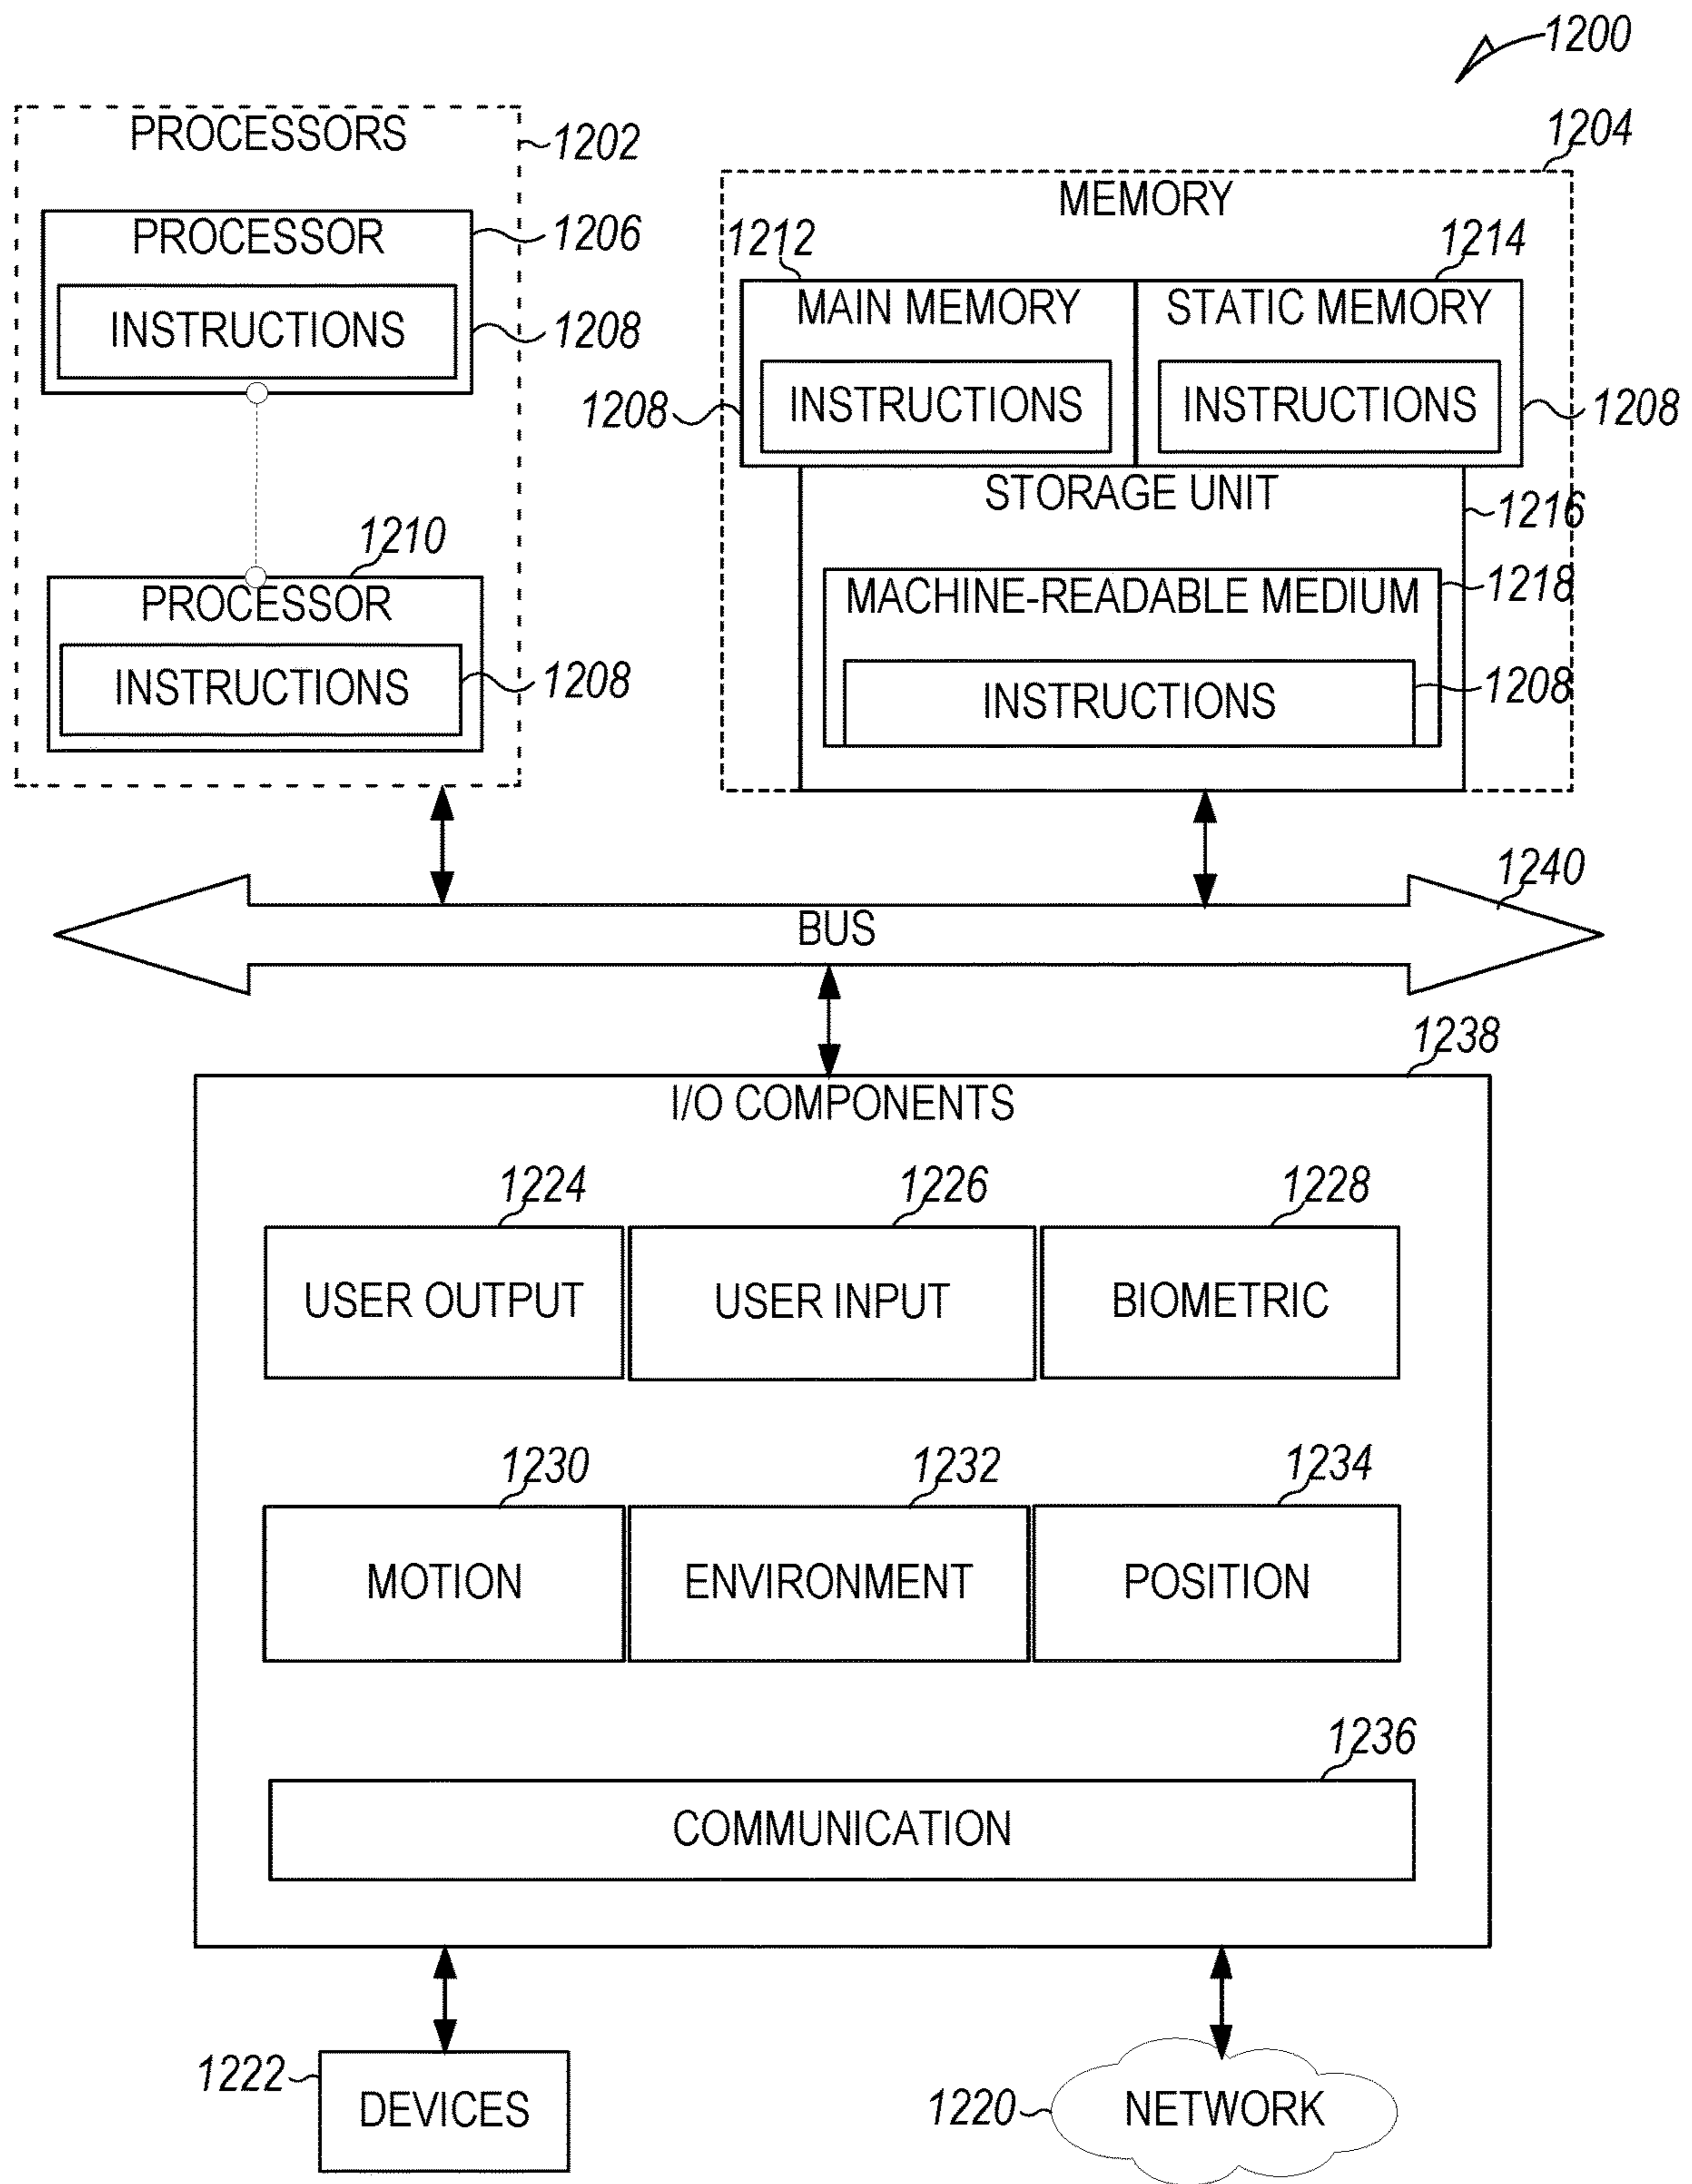 1200
PROCESSORS
1202
PROCESSOR
1206
INSTRUCTIONS
1208
1210
PROCESSOR
INSTRUCTIONS
1208
1204
MEMORY
1212
1214
MAIN MEMORY
STATIC MEMORY
1208
INSTRUCTIONS
INSTRUCTIONS
1208
STORAGE UNIT
1216
MACHINE-READABLE MEDIUM
1218
INSTRUCTIONS
1208
1240
BUS
1238
I/O COMPONENTS
1224
1226
1228
USER OUTPUT
USER INPUT
BIOMETRIC
1230
1232
1234
MOTION
ENVIRONMENT
POSITION
1236
COMMUNICATION
1222
DEVICES
1220
NETWORK